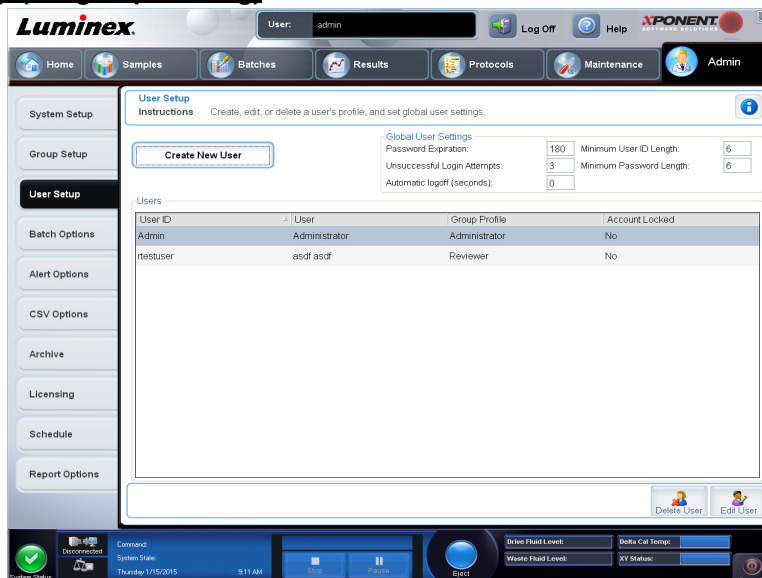 Luminex.
User: admin
Log Off
Help
XPONENT
SOFTWARE SOLUTIONS
Home
Samples
Batches
Results
Protocols
Maintenance
Admin
System Setup
Group Setup
User Setup
Batch Options
Alert Options
CSV Options
Archive
Licensing
Schedule
Report Options
User Setup
Instructions Create, edit, or delete a user's profile, and set global user settings.
Create New User
Global User Settings
Password Expiration: 180 Minimum User ID Length: 6
Unsuccessful Login Attempts: 3 Minimum Password Length: 6
Automatic logoff (seconds): 0
Users
User ID User Group Profile Account Locked
Admin Administrator Administrator No
rtestuser asdf asdf Reviewer No
Delete User Edit User
System Status
Disconnected
Command:
System State:
Thursday 1/15/2015 9:11 AM
Stop Pause
Eject
Drive Fluid Level: Delta Cal Temp:
Waste Fluid Level: XY Status: